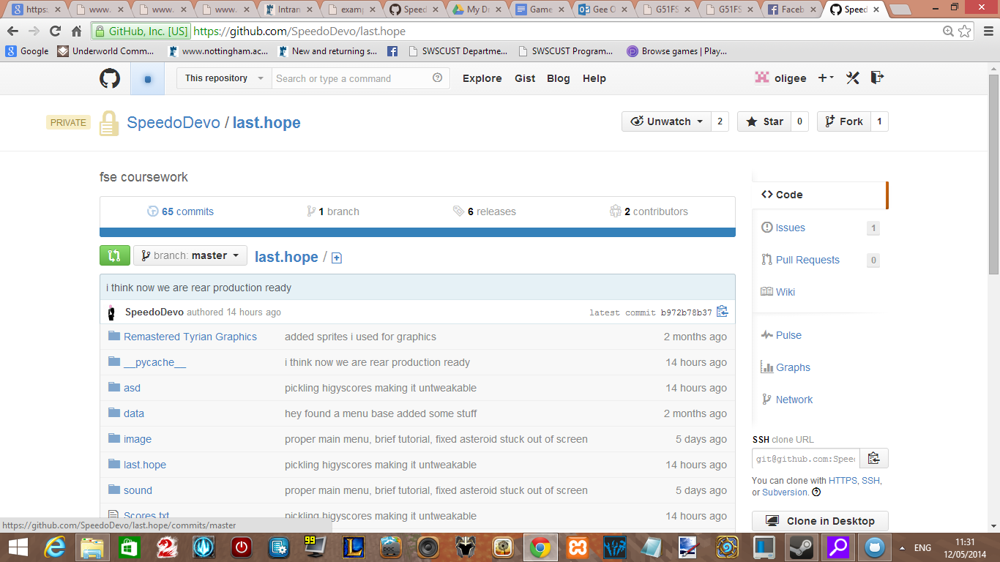 https:
www.
www.
www.
Intran
examp
Speed
My Dr
Game
Gee O
G51FS
G51FS
Faceb
Speed
GitHub, Inc. [US] https://github.com/SpeedoDevo/last.hope
Google Underworld Comm... www.nottingham.ac... New and returning s... SWSCUST Departme... SWSCUST Program... Browse games | Play...
This repository Search or type a command Explore Gist Blog Help oligee
PRIVATE SpeedoDevo / last.hope Unwatch 2 Star 0 Fork 1
fse coursework
65 commits 1 branch 6 releases 2 contributors
branch: master last.hope /
i think now we are rear production ready
SpeedoDevo authored 14 hours ago latest commit b972b78b37
Remastered Tyrian Graphics added sprites i used for graphics 2 months ago
__pycache__ i think now we are rear production ready 14 hours ago
asd pickling higyscores making it untweakable 14 hours ago
data hey found a menu base added some stuff 2 months ago
image proper main menu, brief tutorial, fixed asteroid stuck out of screen 5 days ago
last.hope pickling higyscores making it untweakable 14 hours ago
sound proper main menu, brief tutorial, fixed asteroid stuck out of screen 5 days ago
Scores.txt pickling higyscores making it untweakable 14 hours ago
Code
Issues 1
Pull Requests 0
Wiki
Pulse
Graphs
Network
SSH clone URL
git@github.com:Speed
You can clone with HTTPS, SSH,
or Subversion.
Clone in Desktop
https://github.com/SpeedoDevo/last.hope/commits/master
99
DOC
ENG
11:31
12/05/2014